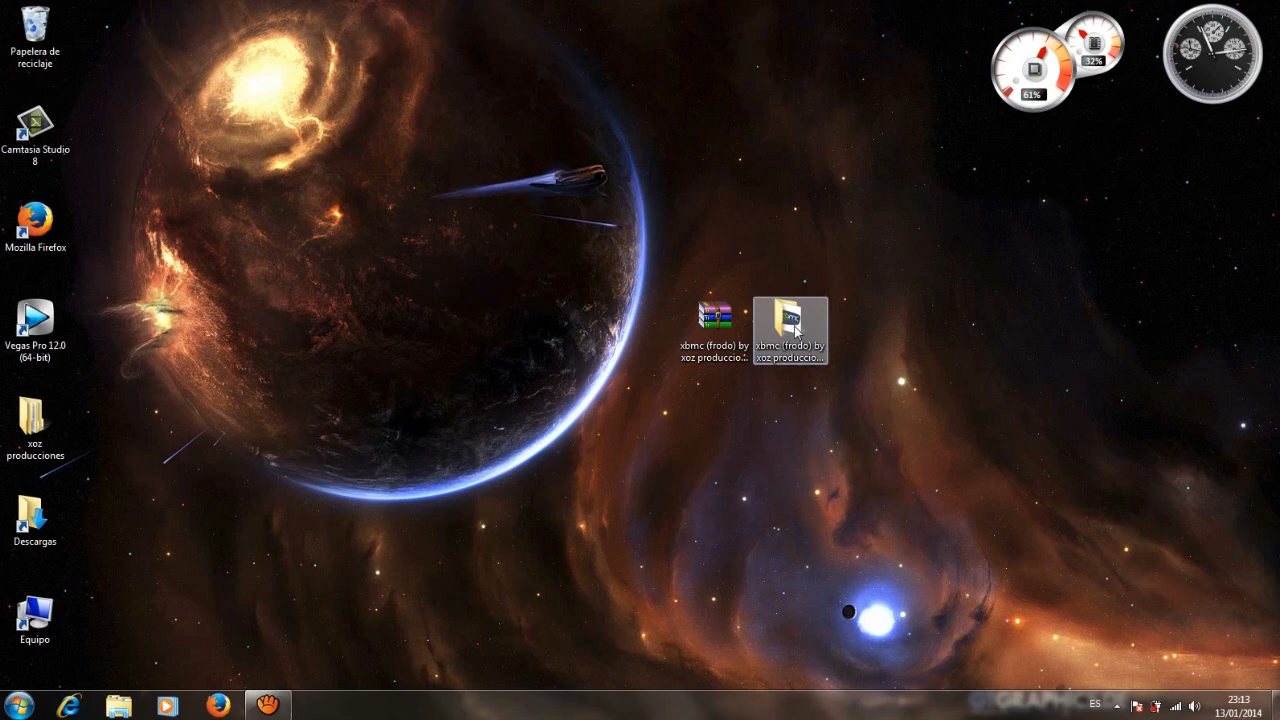 Papelera de
reciclaje
Camtasia Studio
8
Mozilla Firefox
Vegas Pro 12.0
(64-bit)
xoz
producciones
Descargas
Equipo
xbmc (frodo) by
xoz produccio...
xbmc (frodo) by
xoz produccio...
61%
32%
ES
23:13
13/01/2014